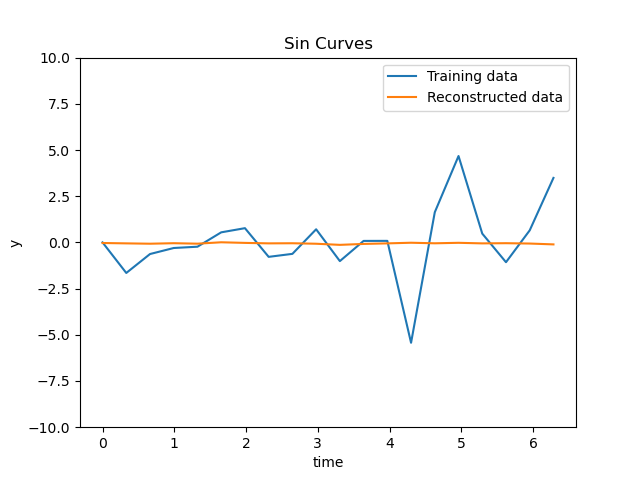 Sin Curves
Training data
Reconstructed data
10.0
7.5
5.0
2.5
0.0
−2.5
−5.0
−7.5
−10.0
y
0 1 2 3 4 5 6
time